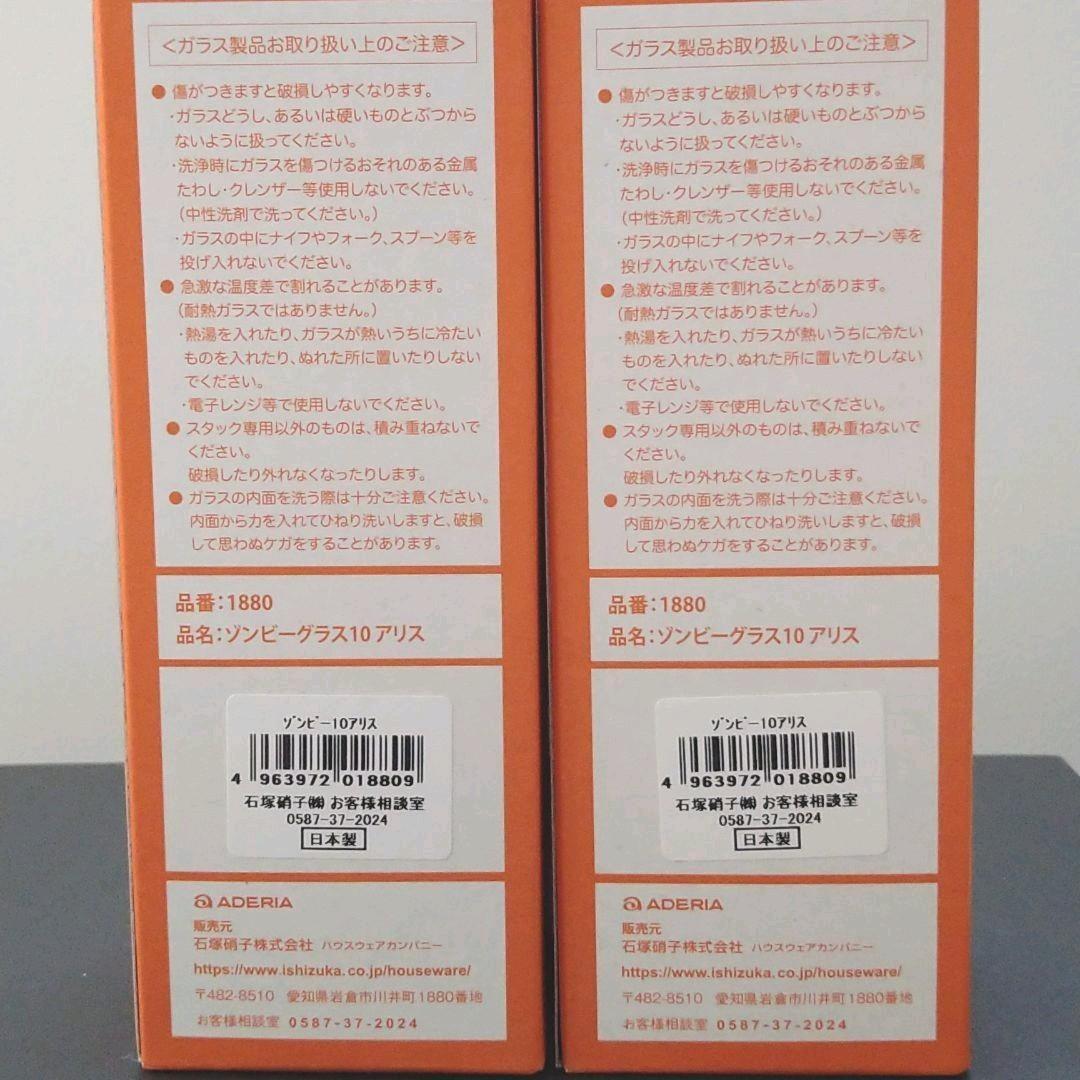 <ガラス製品お取り扱い上のご注意>
● 傷がつきますと破損しやすくなります。
・ガラスどうし、あるいは硬いものとぶつから
ないように扱ってください。
・洗浄時にガラスを傷つけるおそれのある金属
たわし・クレンザー等使用しないでください。
(中性洗剤で洗ってください。)
・ガラスの中にナイフやフォーク、スプーン等を
投げ入れないでください。
● 急激な温度差で割れることがあります。
(耐熱ガラスではありません。)
・熱湯を入れたり、ガラスが熱いうちに冷たい
ものを入れたり、ぬれた所に置いたりしない
でください。
・電子レンジ等で使用しないでください。
● スタック専用以外のものは、積み重ねないで
ください。
破損したり外れなくなったりします。
● ガラスの内面を洗う際は十分ご注意ください。
内面から力を入れてひねり洗いしますと、破損
して思わぬケガをすることがあります。
品番:1880
品名:ゾンビーグラス10 アリス
ゾンビー10アリス
4 963972 018809
石塚硝子㈱ お客様相談室
0587-37-2024
日本製
ADERIA
販売元
石塚硝子株式会社 ハウスウェアカンパニー
https://www.ishizuka.co.jp/houseware/
〒482-8510 愛知県岩倉市川井町1880番地
お客様相談室 0587-37-2024
<ガラス製品お取り扱い上のご注意>
● 傷がつきますと破損しやすくなります。
・ガラスどうし、あるいは硬いものとぶつから
ないように扱ってください。
・洗浄時にガラスを傷つけるおそれのある金属
たわし・クレンザー等使用しないでください。
(中性洗剤で洗ってください。)
・ガラスの中にナイフやフォーク、スプーン等を
投げ入れないでください。
● 急激な温度差で割れることがあります。
(耐熱ガラスではありません。)
・熱湯を入れたり、ガラスが熱いうちに冷たい
ものを入れたり、ぬれた所に置いたりしない
でください。
・電子レンジ等で使用しないでください。
● スタック専用以外のものは、積み重ねないで
ください。
破損したり外れなくなったりします。
● ガラスの内面を洗う際は十分ご注意ください。
内面から力を入れてひねり洗いしますと、破損
して思わぬケガをすることがあります。
品番:1880
品名:ゾンビーグラス10 アリス
ゾンビー10アリス
4 963972 018809
石塚硝子㈱ お客様相談室
0587-37-2024
日本製
ADERIA
販売元
石塚硝子株式会社 ハウスウェアカンパニー
https://www.ishizuka.co.jp/houseware/
〒482-8510 愛知県岩倉市川井町1880番地
お客様相談室 0587-37-2024